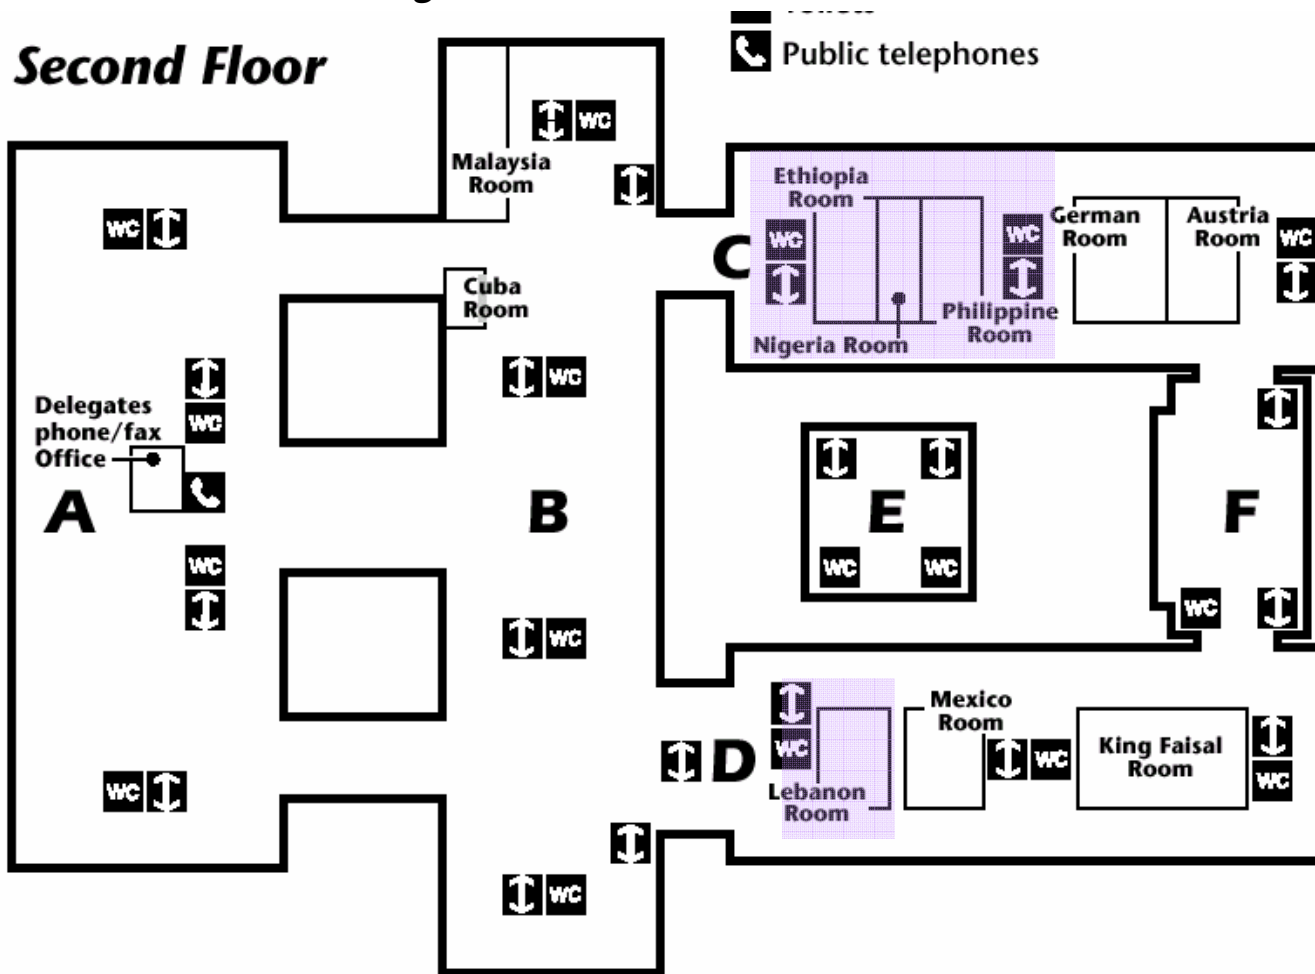 Second Floor
Public telephones
WC
Malaysia
Room
WC
WC
Cuba
Room
WC
Delegates
phone/fax
Office
WC
A
WC
WC
B
WC
WC
C
Ethiopia
Room
WC
WC
Nigeria Room
Philippine
Room
German
Room
Austria
Room
WC
E
WC
WC
F
WC
D
WC
Lebanon
Room
Mexico
Room
WC
King Faisal
Room
WC